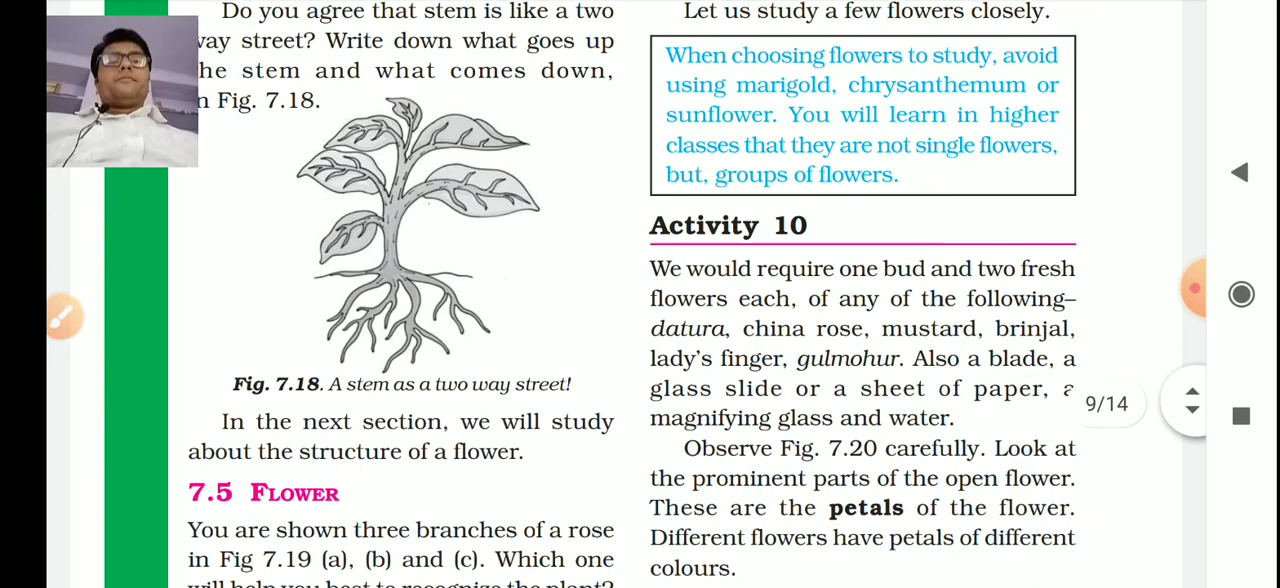 Do you agree that stem is like a two
way street? Write down what goes up
he stem and what comes down,
n Fig. 7.18.
Fig. 7.18. A stem as a two way street!
In the next section, we will study
about the structure of a flower.
7.5 FLOWER
You are shown three branches of a rose
in Fig 7.19 (a), (b) and (c). Which one
will help you best to recognize the plant?
Let us study a few flowers closely.
When choosing flowers to study, avoid
using marigold, chrysanthemum or
sunflower. You will learn in higher
classes that they are not single flowers,
but, groups of flowers.
Activity 10
We would require one bud and two fresh
flowers each, of any of the following–
datura, china rose, mustard, brinjal,
lady's finger, gulmohur. Also a blade, a
glass slide or a sheet of paper, a
magnifying glass and water.
Observe Fig. 7.20 carefully. Look at
the prominent parts of the open flower.
These are the petals of the flower.
Different flowers have petals of different
colours.
9/14